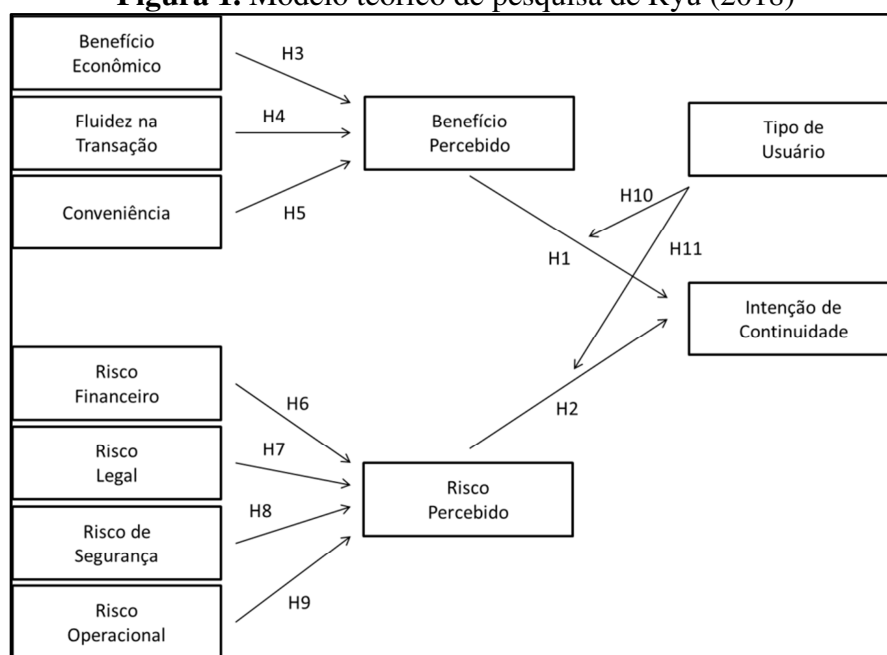 Figura 1. Modelo teórico de pesquisa de Ryu (2018)
Benefício
Econômico
Fluidez na
Transação
Conveniência
H3
H4
H5
Benefício
Percebido
Tipo de
Usuário
H10
H11
H1
Intenção de
Continuidade
Risco
Financeiro
Risco
Legal
Risco de
Segurança
Risco
Operacional
H6
H7
H8
H9
Risco
Percebido
H2